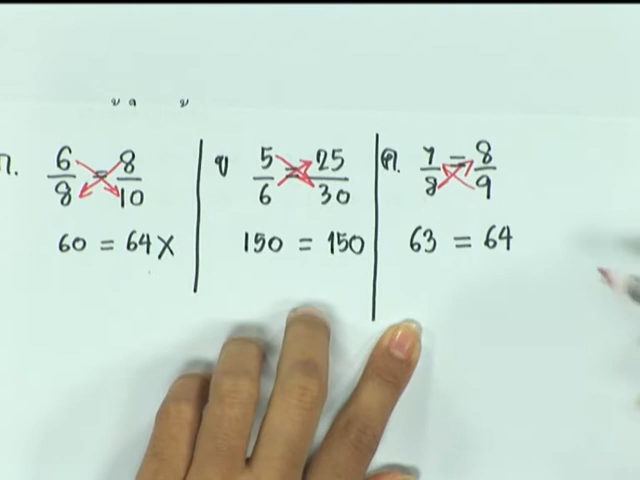 ก. 6/8 = 8/10
60 = 64 X
ข 5/6 = 25/30
150 = 150
ค. 7/8 = 8/9
63 = 64